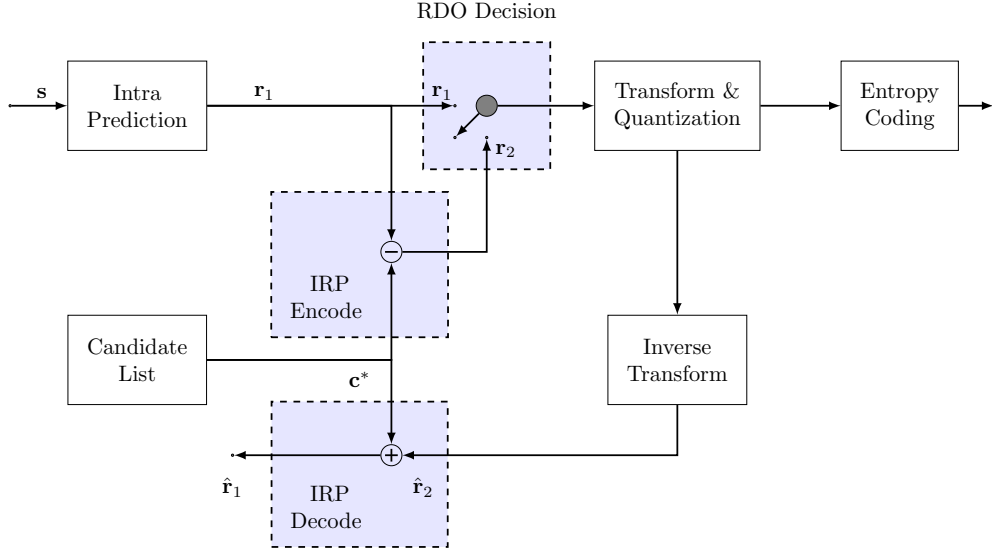 RDO Decision
s
Intra
Prediction
r₁
r₁
r₂
Transform &
Quantization
Entropy
Coding
−
IRP
Encode
Candidate
List
c*
Inverse
Transform
+
r̂₁
r̂₂
IRP
Decode